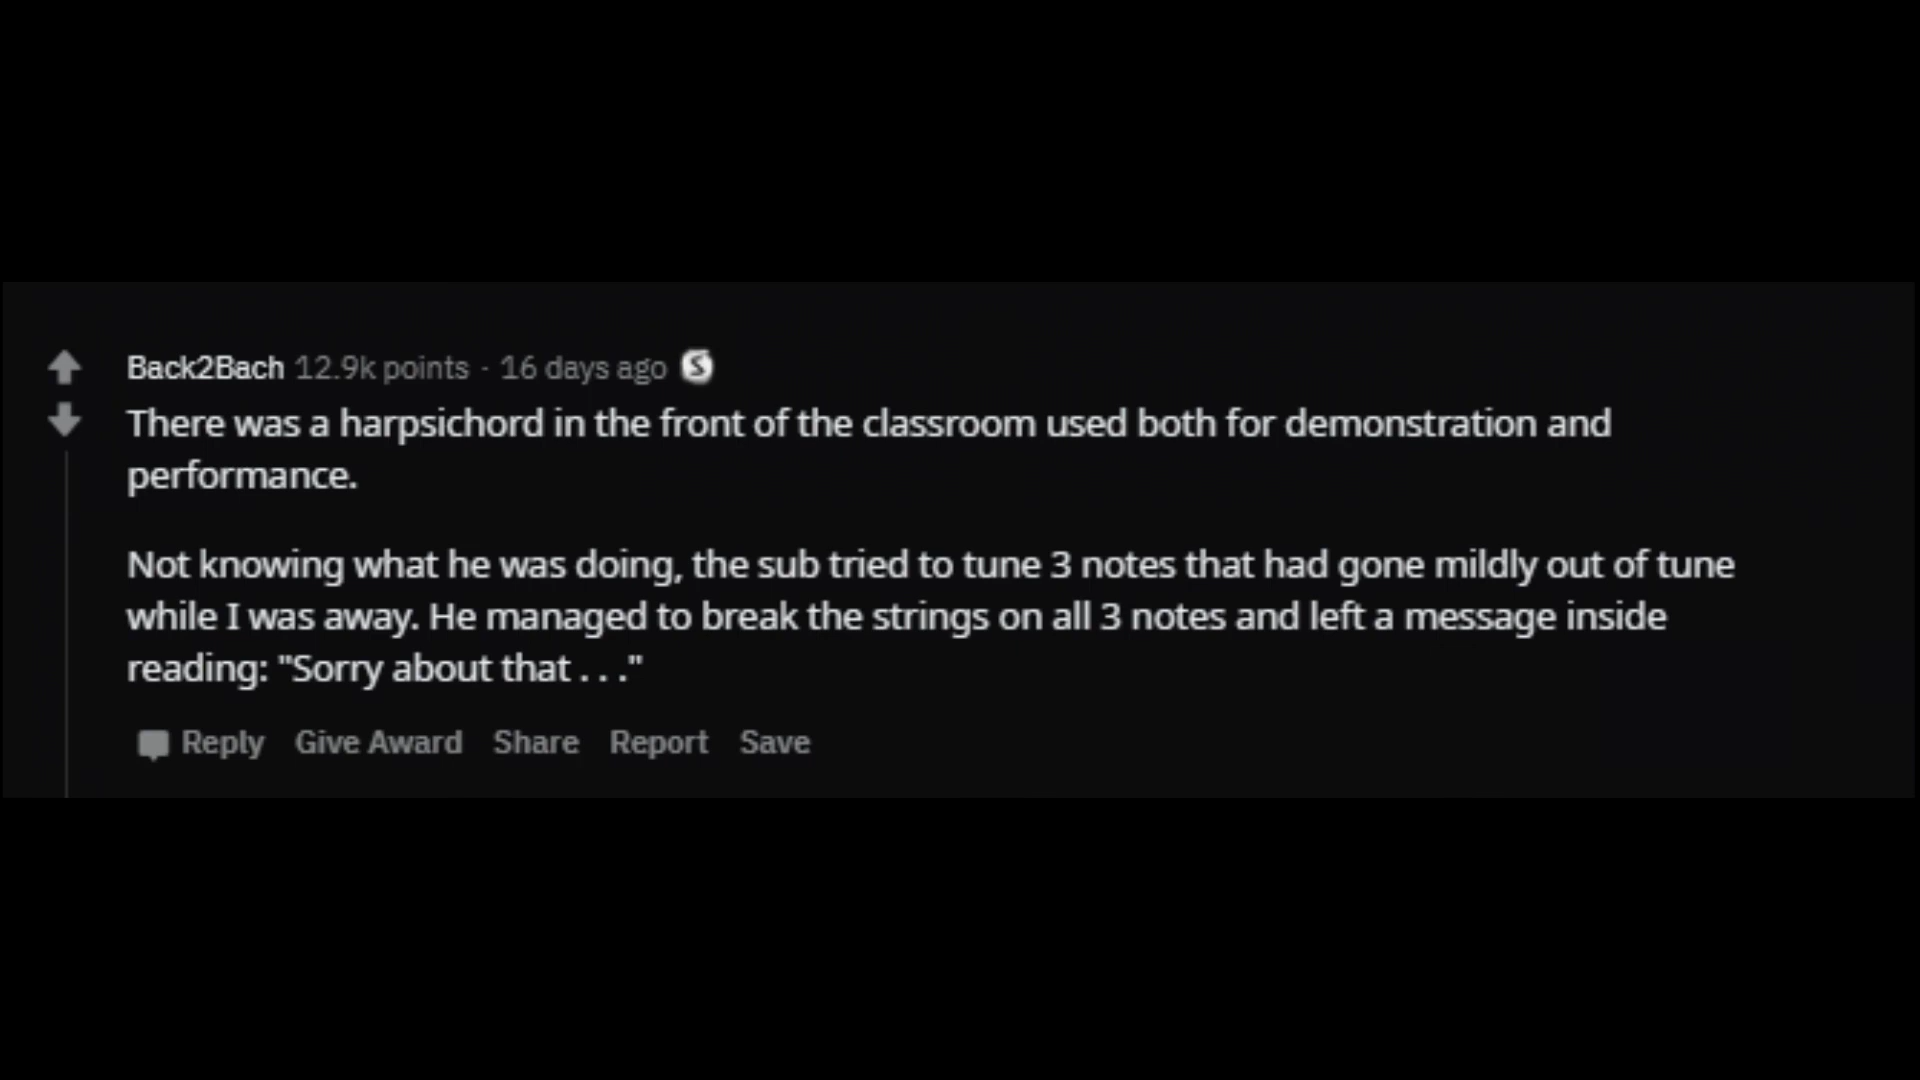 Back2Bach 12.9k points · 16 days ago S
There was a harpsichord in the front of the classroom used both for demonstration and
performance.
Not knowing what he was doing, the sub tried to tune 3 notes that had gone mildly out of tune
while I was away. He managed to break the strings on all 3 notes and left a message inside
reading: "Sorry about that . . ."
Reply Give Award Share Report Save